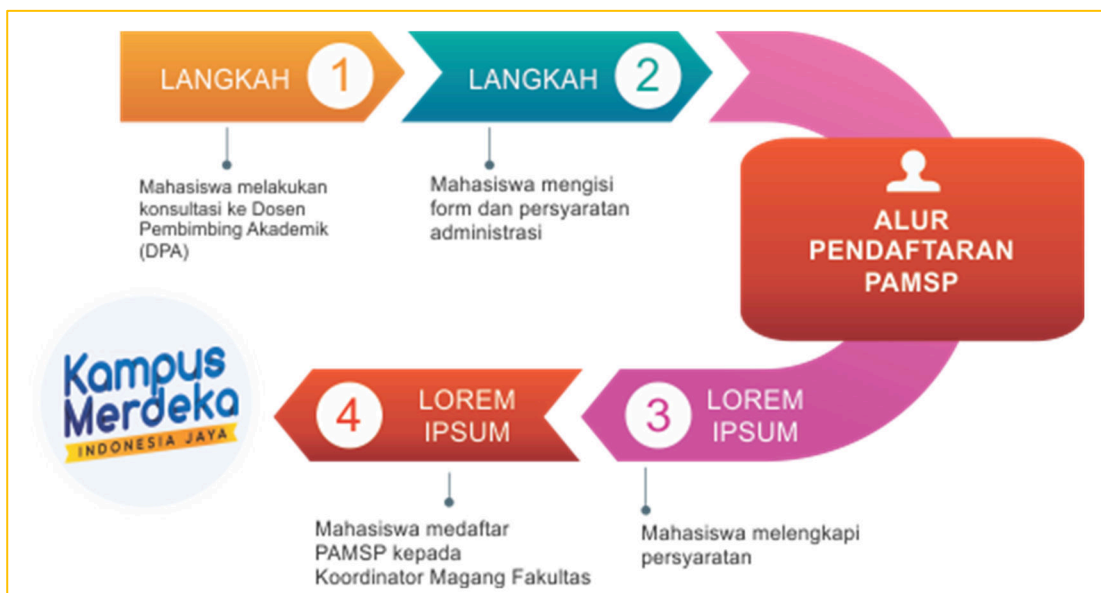 LANGKAH 1
LANGKAH 2
Mahasiswa melakukan
konsultasi ke Dosen
Pembimbing Akademik
(DPA)
Mahasiswa mengisi
form dan persyaratan
administrasi
ALUR
PENDAFTARAN
PAMSP
3 LOREM
IPSUM
Mahasiswa melengkapi
persyaratan
4 LOREM
IPSUM
Mahasiswa medaftar
PAMSP kepada
Koordinator Magang Fakultas
Kampus
Merdeka
INDONESIA JAYA